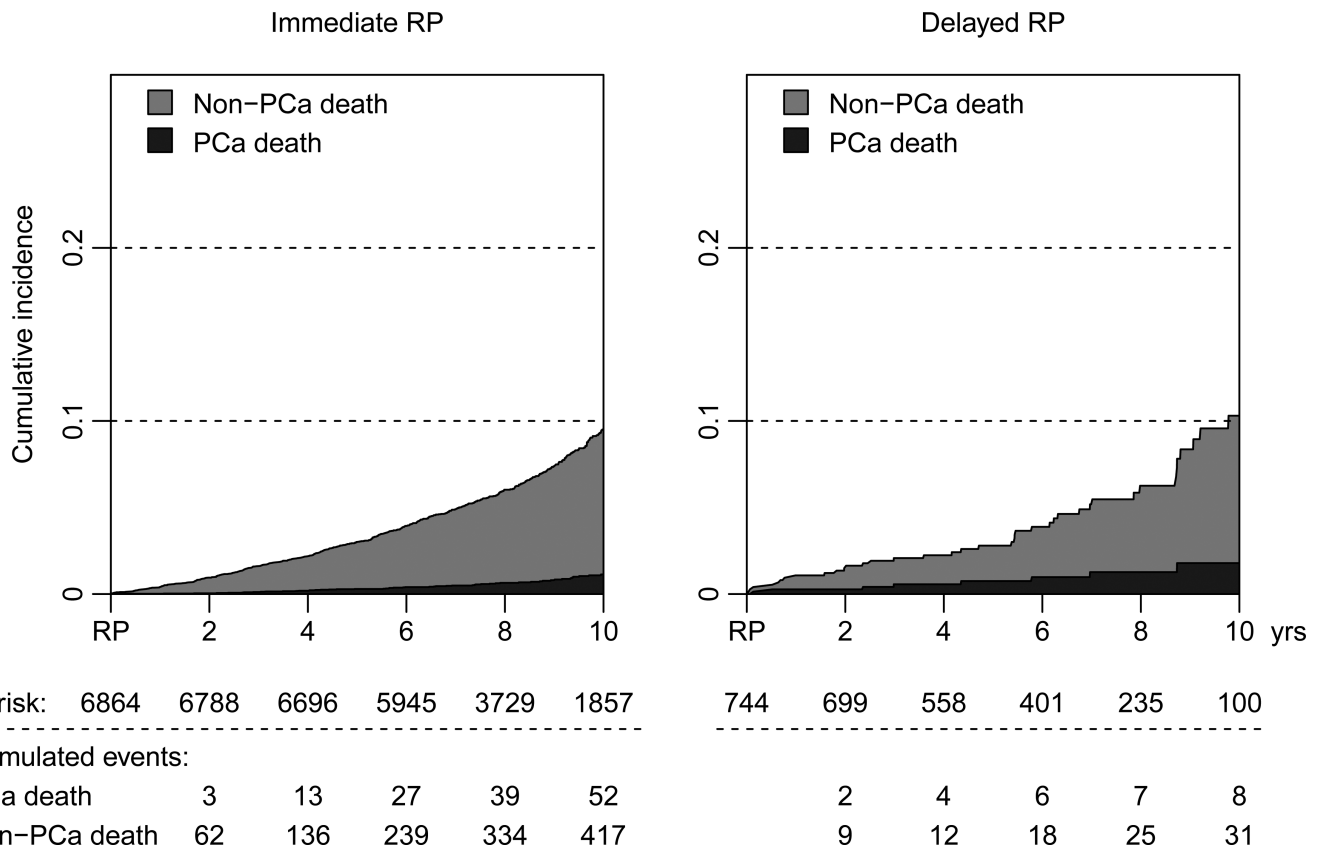 Immediate RP Delayed RP
Non−PCa death Non−PCa death
PCa death PCa death
Cumulative incidence
0.2 0.2
0.1 0.1
0 0
RP 2 4 6 8 10 RP 2 4 6 8 10 yrs
risk: 6864 6788 6696 5945 3729 1857 744 699 558 401 235 100
mulated events:
a death 3 13 27 39 52 2 4 6 7 8
n−PCa death 62 136 239 334 417 9 12 18 25 31